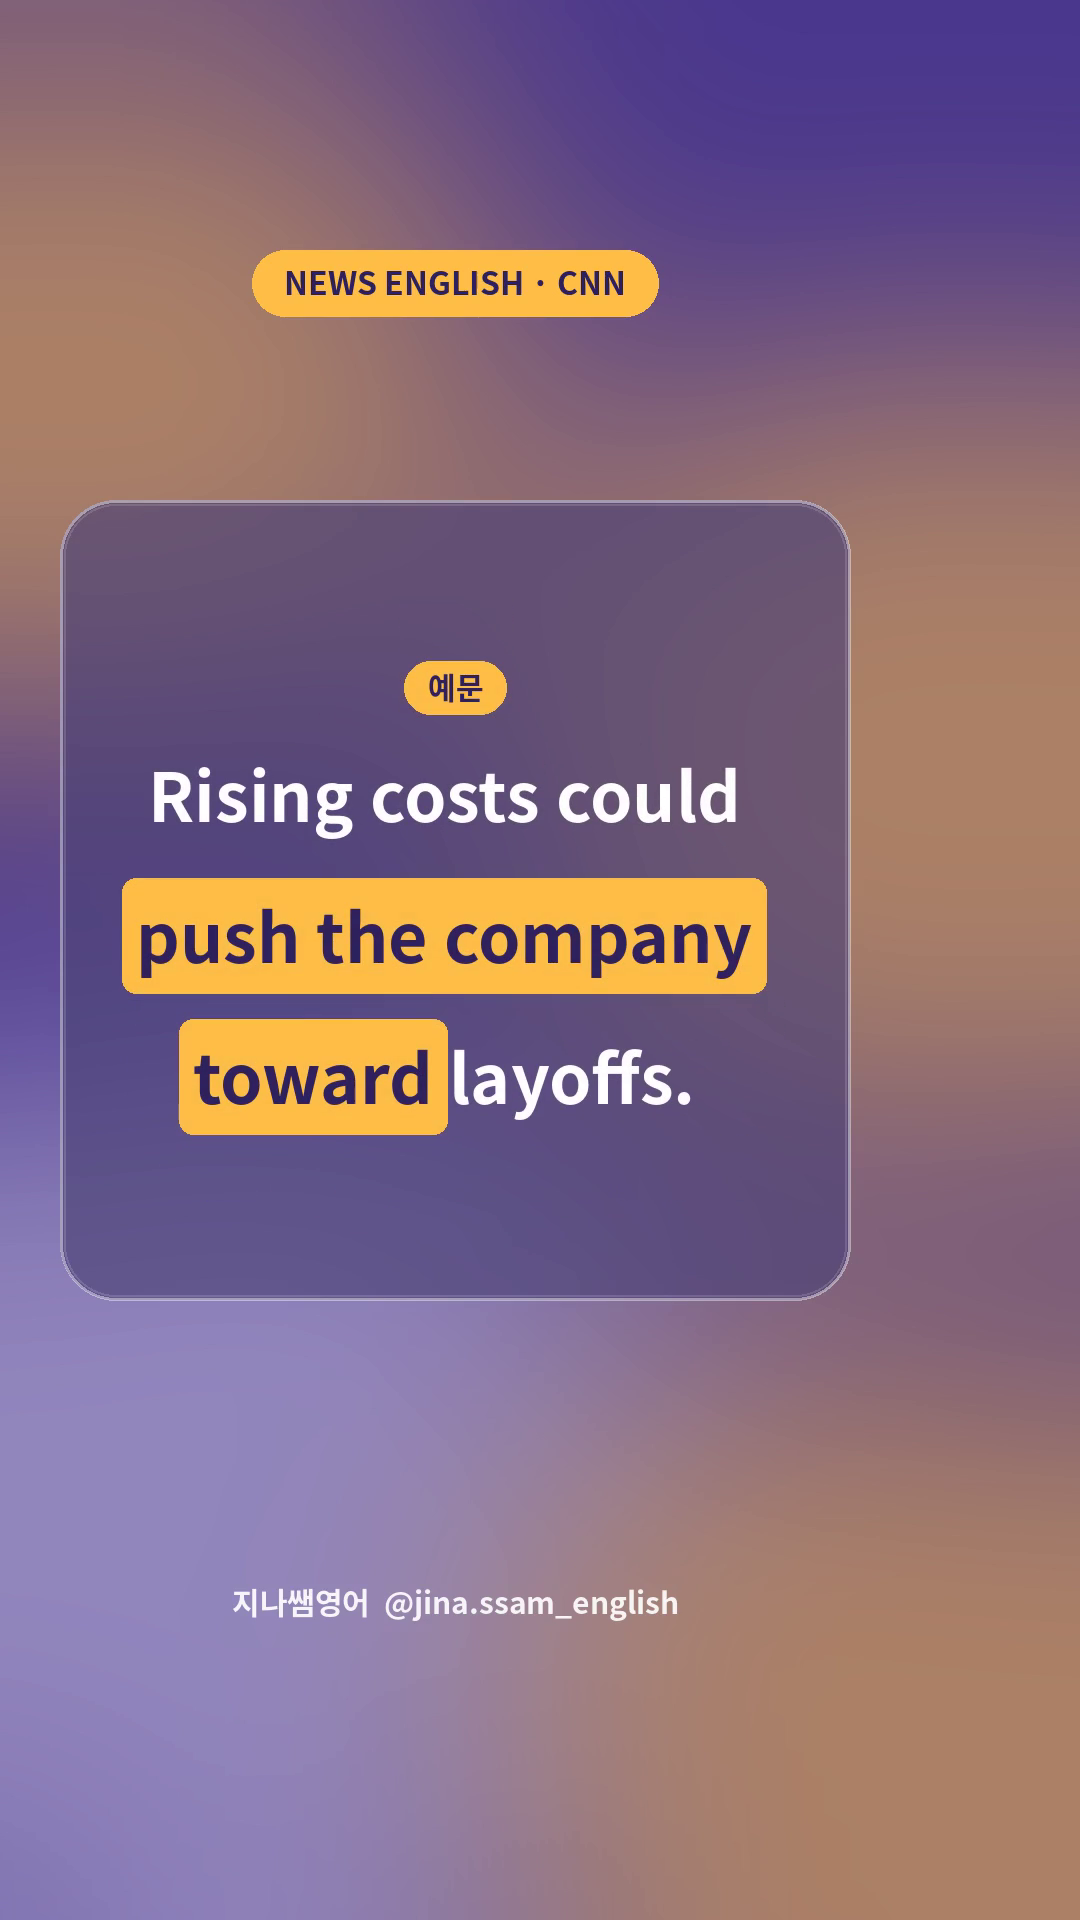 NEWS ENGLISH · CNN
예문
Rising costs could
push the company
toward layoffs.
지나쌤영어 @jina.ssam_english